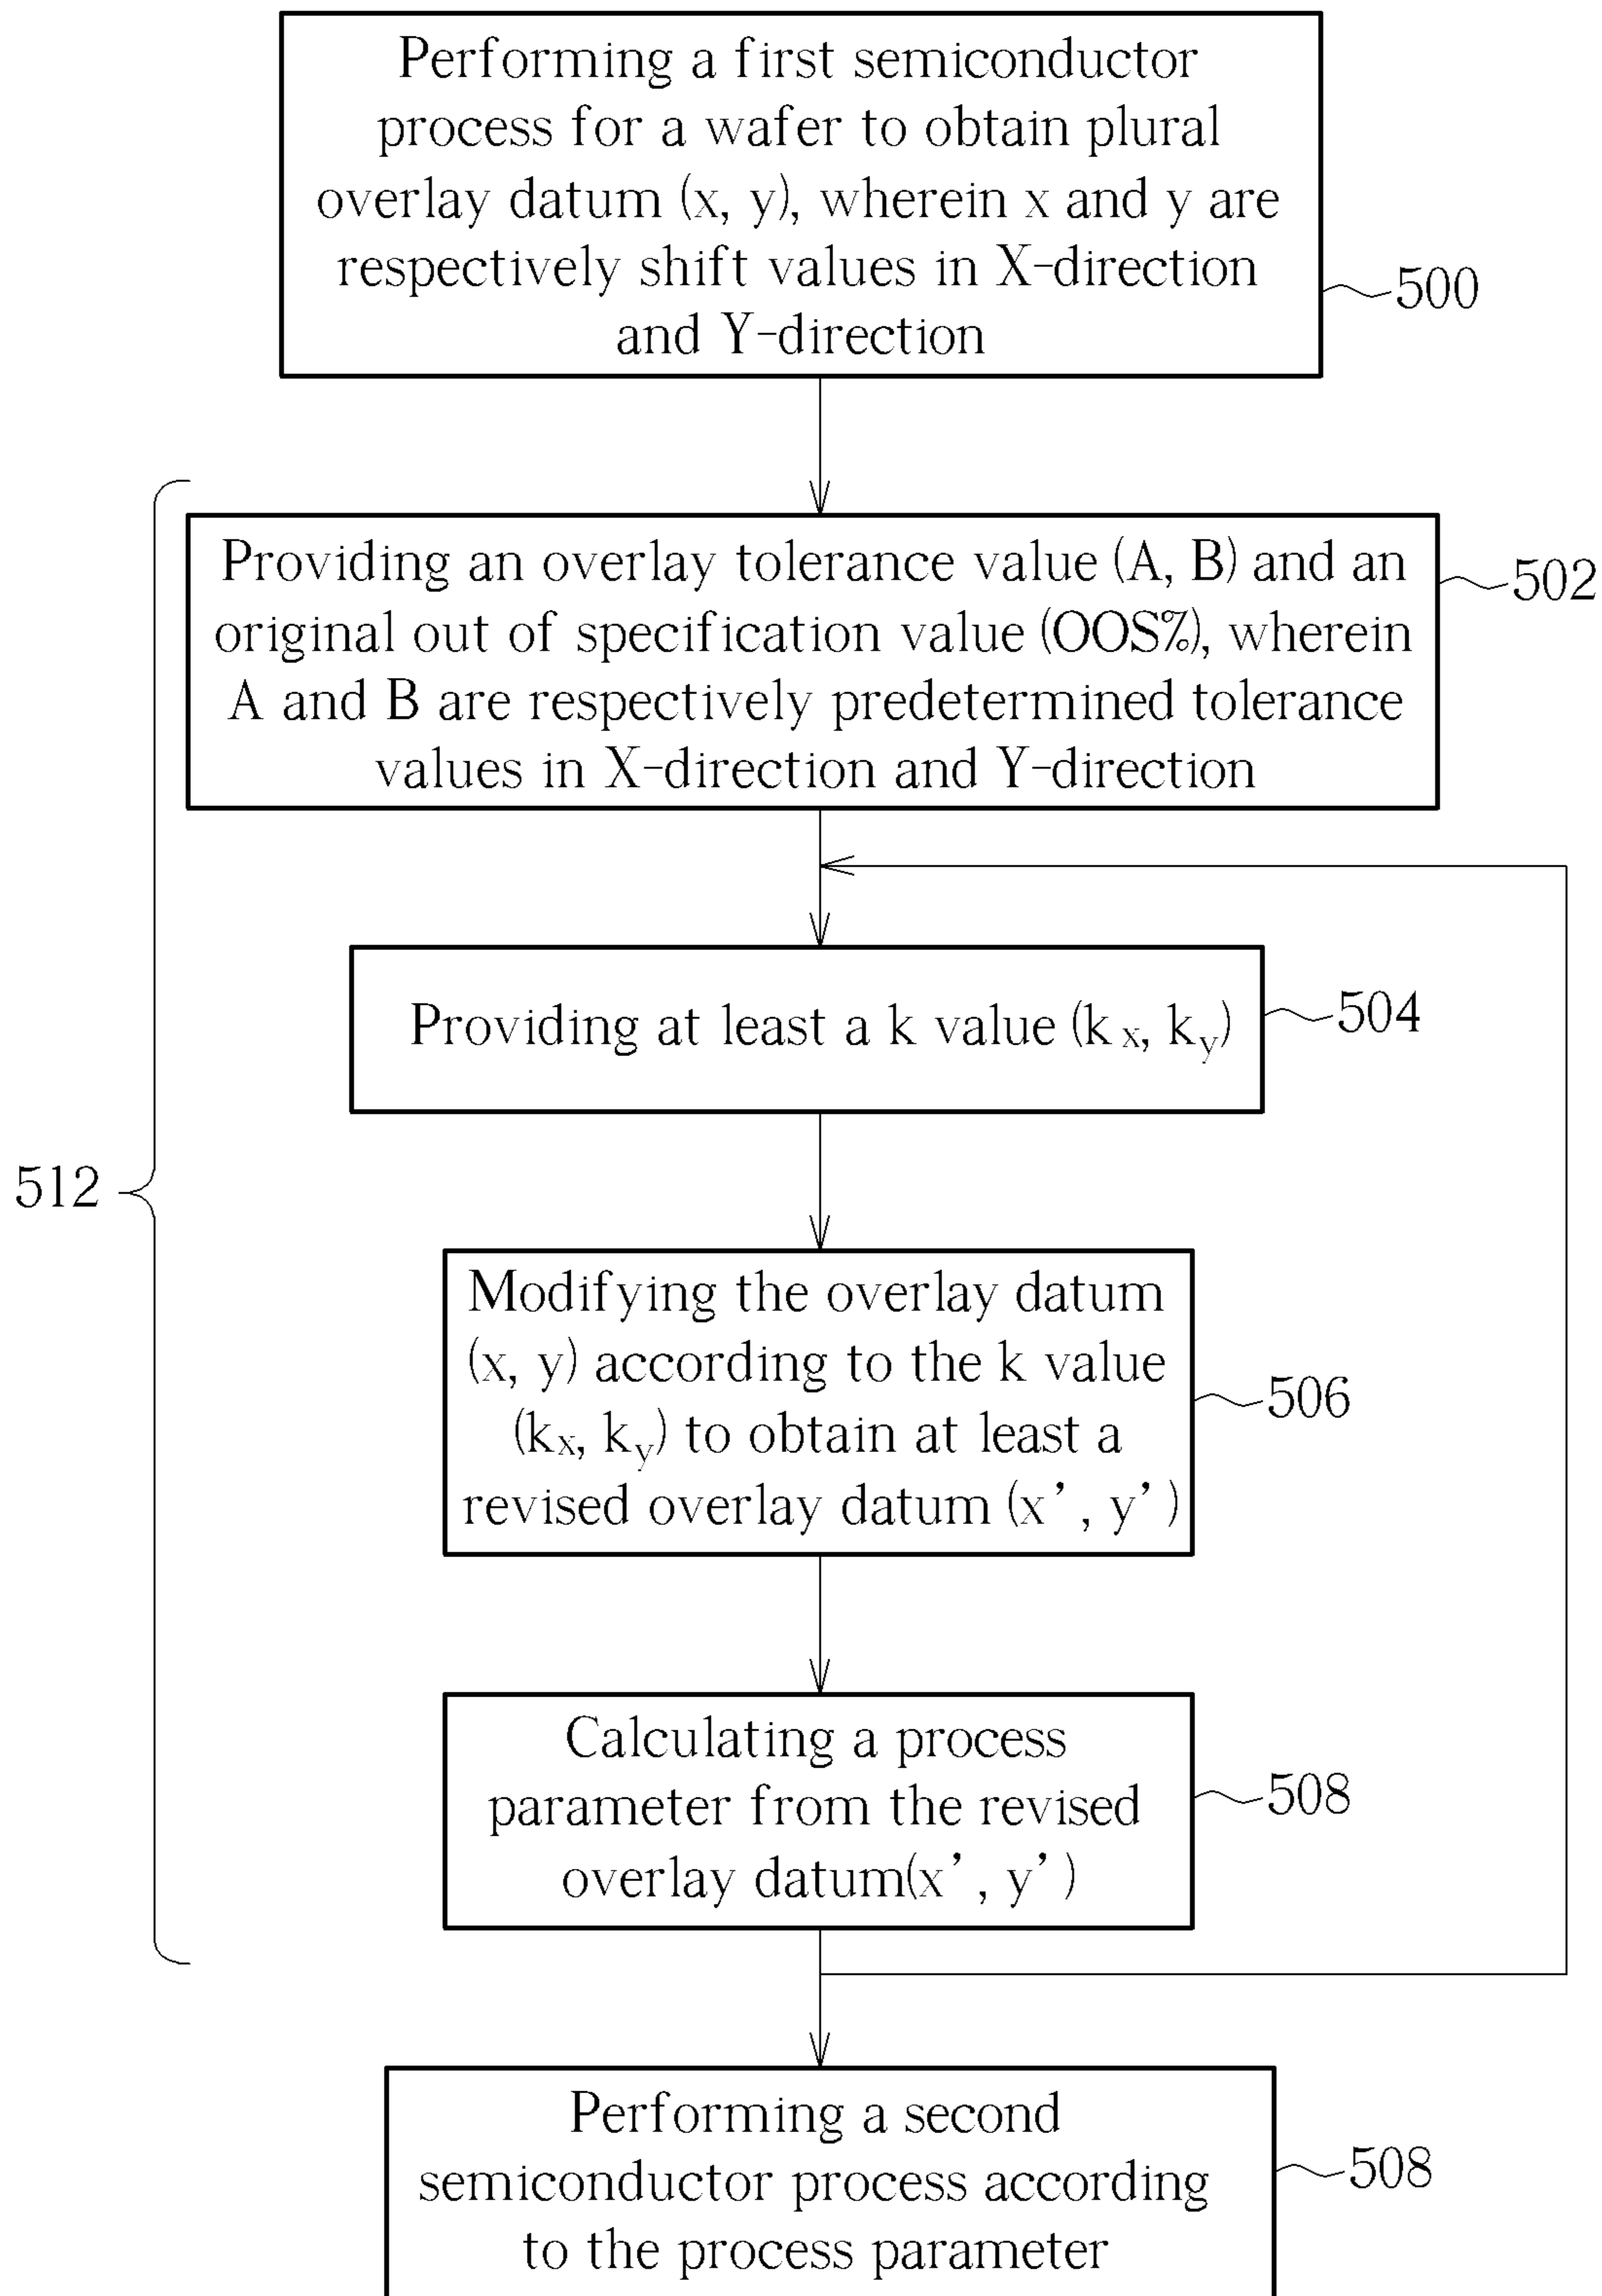 Performing a first semiconductor
process for a wafer to obtain plural
overlay datum (x, y), wherein x and y are
respectively shift values in X-direction
and Y-direction
500
Providing an overlay tolerance value (A, B) and an
original out of specification value (OOS%), wherein
A and B are respectively predetermined tolerance
values in X-direction and Y-direction
502
Providing at least a k value (kx, ky)
504
512
Modifying the overlay datum
(x, y) according to the k value
(kx, ky) to obtain at least a
revised overlay datum (x’, y’)
506
Calculating a process
parameter from the revised
overlay datum(x’, y’)
508
Performing a second
semiconductor process according
to the process parameter
508